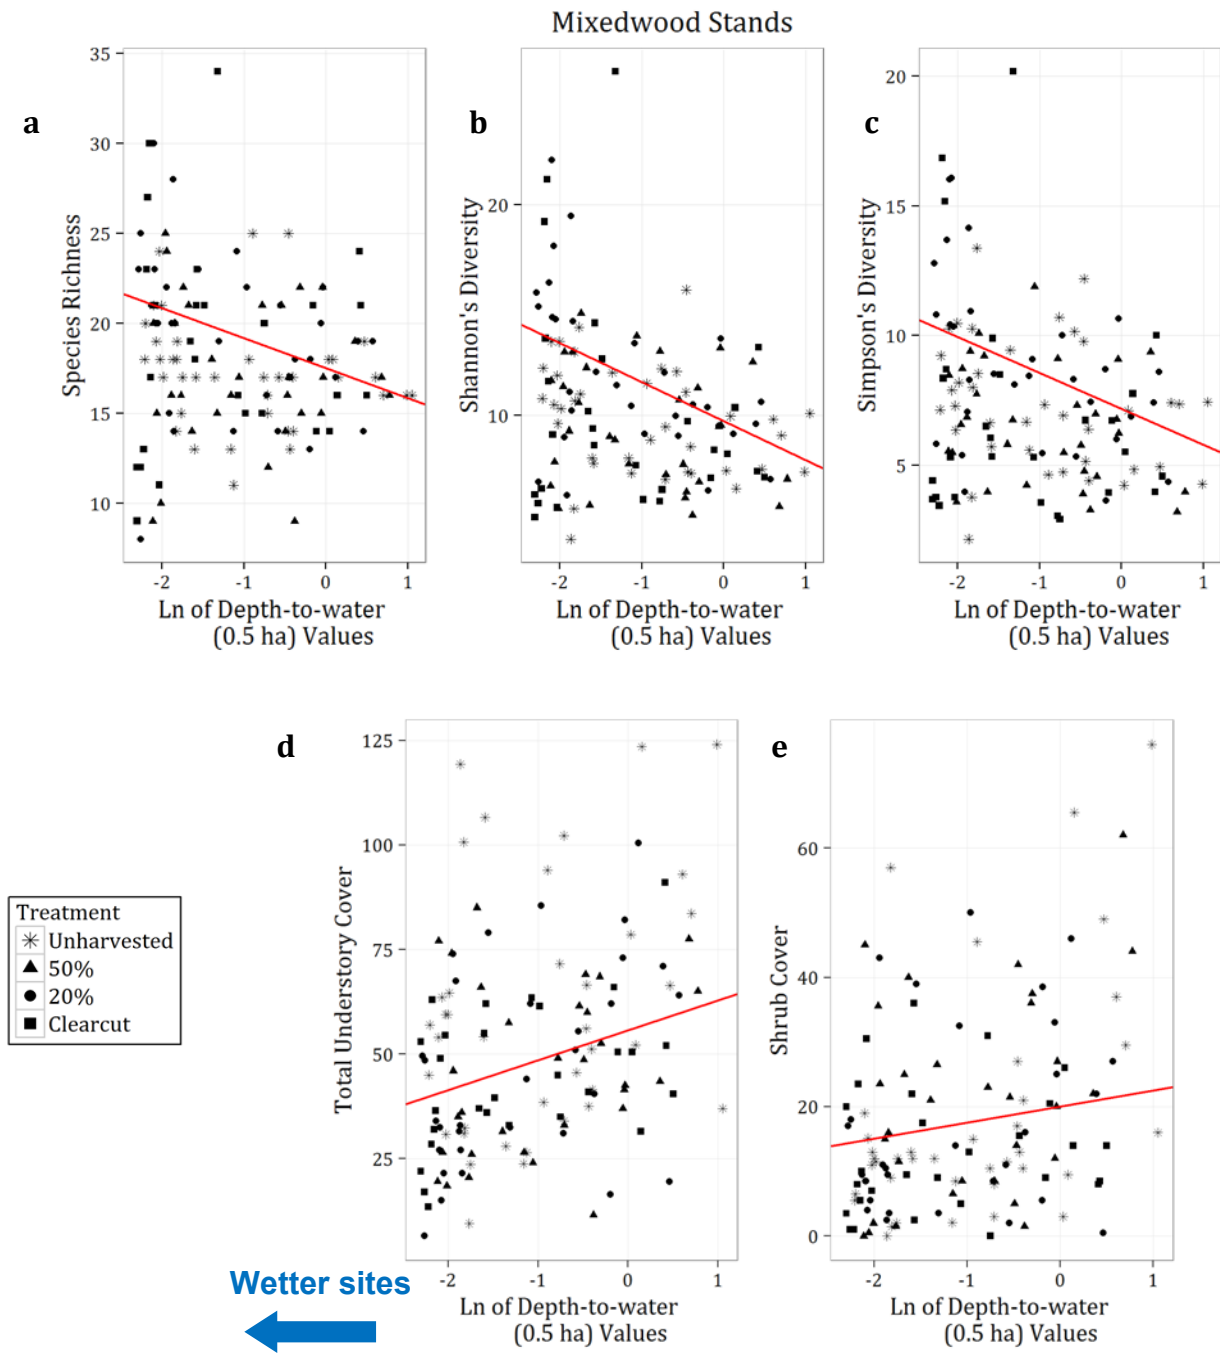 Mixedwood Stands
a
Species Richness
35
30
25
20
15
10
-2 -1 0 1
Ln of Depth-to-water
(0.5 ha) Values
b
Shannon's Diversity
20
10
-2 -1 0 1
Ln of Depth-to-water
(0.5 ha) Values
c
Simpson's Diversity
20
15
10
5
-2 -1 0 1
Ln of Depth-to-water
(0.5 ha) Values
Treatment
Unharvested
50%
20%
Clearcut
d
Total Understory Cover
125
100
75
50
25
-2 -1 0 1
Ln of Depth-to-water
(0.5 ha) Values
e
Shrub Cover
60
40
20
0
-2 -1 0 1
Ln of Depth-to-water
(0.5 ha) Values
Wetter sites